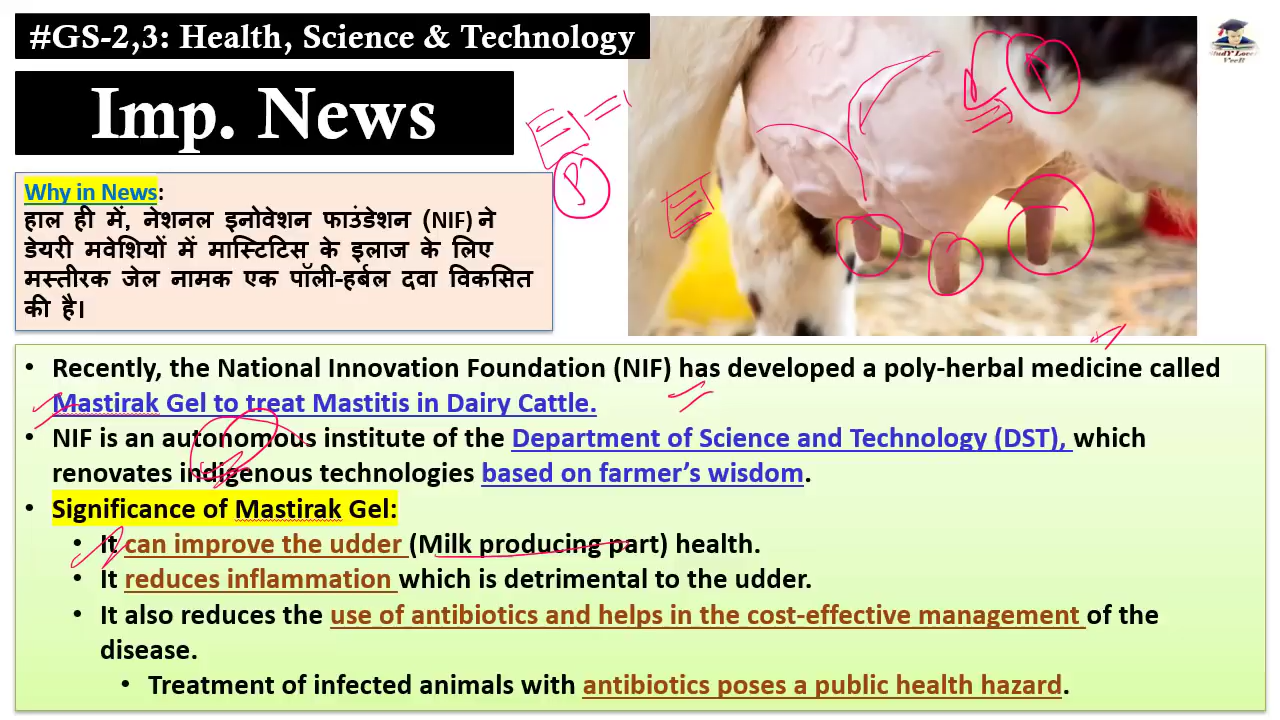 #GS-2,3: Health, Science & Technology
Imp. News
Why in News:
हाल ही में, नेशनल इनोवेशन फाउंडेशन (NIF) ने
डेयरी मवेशियों में मास्टिटिस् के इलाज के लिए
मस्तीरक जेल नामक एक पॉली-हर्बल दवा विकसित
की है।
• Recently, the National Innovation Foundation (NIF) has developed a poly-herbal medicine called
Mastirak Gel to treat Mastitis in Dairy Cattle.
• NIF is an autonomous institute of the Department of Science and Technology (DST), which
renovates indigenous technologies based on farmer’s wisdom.
• Significance of Mastirak Gel:
• It can improve the udder (Milk producing part) health.
• It reduces inflammation which is detrimental to the udder.
• It also reduces the use of antibiotics and helps in the cost-effective management of the
disease.
• Treatment of infected animals with antibiotics poses a public health hazard.